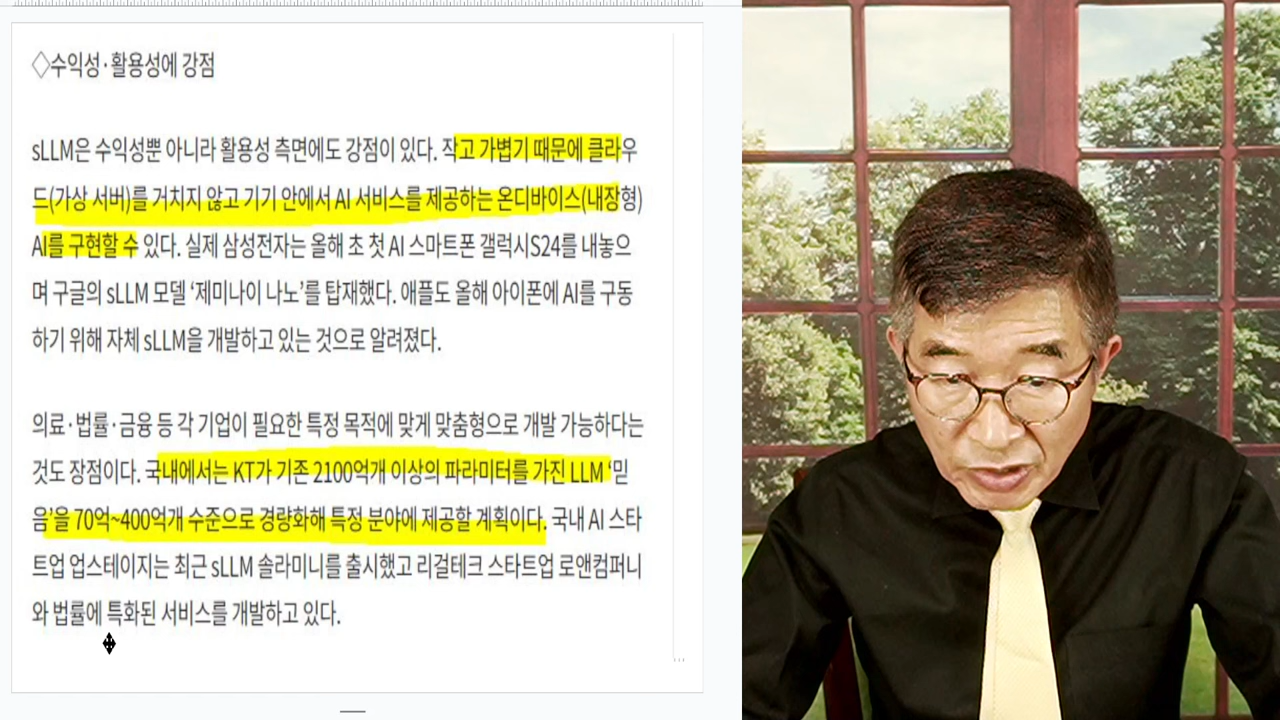 ◇수익성·활용성에 강점
sLLM은 수익성뿐 아니라 활용성 측면에도 강점이 있다. 작고 가볍기 때문에 클라우
드(가상 서버)를 거치지 않고 기기 안에서 AI 서비스를 제공하는 온디바이스(내장형)
AI를 구현할 수 있다. 실제 삼성전자는 올해 초 첫 AI 스마트폰 갤럭시S24를 내놓으
며 구글의 sLLM 모델 ‘제미나이 나노’를 탑재했다. 애플도 올해 아이폰에 AI를 구동
하기 위해 자체 sLLM을 개발하고 있는 것으로 알려졌다.
의료·법률·금융 등 각 기업이 필요한 특정 목적에 맞게 맞춤형으로 개발 가능하다는
것도 장점이다. 국내에서는 KT가 기존 2100억개 이상의 파라미터를 가진 LLM ‘믿
음’을 70억~400억개 수준으로 경량화해 특정 분야에 제공할 계획이다. 국내 AI 스타
트업 업스테이지는 최근 sLLM 솔라미니를 출시했고 리걸테크 스타트업 로앤컴퍼니
와 법률에 특화된 서비스를 개발하고 있다.